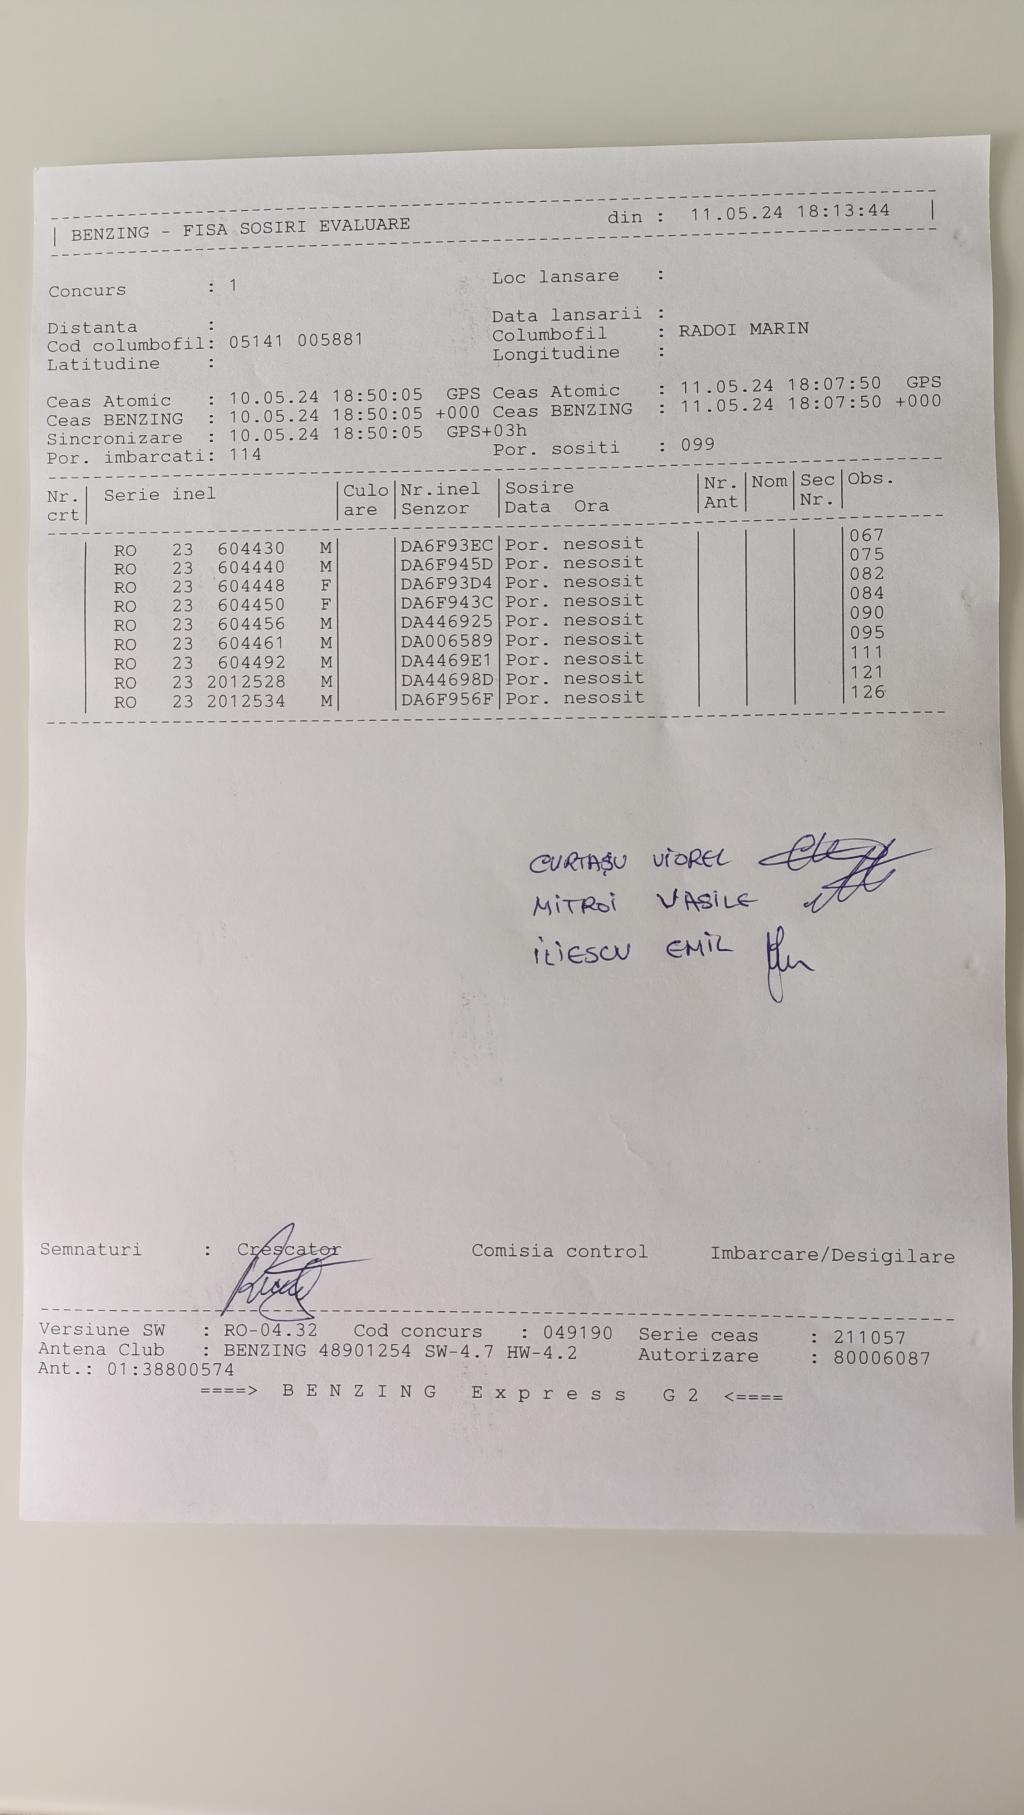 BENZING - FISA SOSIRI EVALUARE din : 11.05.24 18:13:44
Concurs : 1 Loc lansare :
Distanta : Data lansarii :
Cod columbofil: 05141 005881 Columbofil : RADOI MARIN
Latitudine : Longitudine :
Ceas Atomic : 10.05.24 18:50:05 GPS Ceas Atomic : 11.05.24 18:07:50 GPS
Ceas BENZING : 10.05.24 18:50:05 +000 Ceas BENZING : 11.05.24 18:07:50 +000
Sincronizare : 10.05.24 18:50:05 GPS+03h
Por. imbarcati: 114 Por. sositi : 099
Nr.| Serie inel |Culo|Nr.inel |Sosire |Nr.|Nom|Sec|Obs.
crt| |are |Senzor |Data Ora |Ant| |Nr.|
| RO 23 604430 M| |DA6F93EC|Por. nesosit | | | |067
| RO 23 604440 M| |DA6F945D|Por. nesosit | | | |075
| RO 23 604448 F| |DA6F93D4|Por. nesosit | | | |082
| RO 23 604450 F| |DA6F943C|Por. nesosit | | | |084
| RO 23 604456 M| |DA446925|Por. nesosit | | | |090
| RO 23 604461 M| |DA006589|Por. nesosit | | | |095
| RO 23 604492 M| |DA4469E1|Por. nesosit | | | |111
| RO 23 2012528 M| |DA44698D|Por. nesosit | | | |121
| RO 23 2012534 M| |DA6F956F|Por. nesosit | | | |126
CURTAȘU VIOREL
MITROI VASILE
ILIESCU EMIL
Semnaturi : Crescator Comisia control Imbarcare/Desigilare
Versiune SW : RO-04.32 Cod concurs : 049190 Serie ceas : 211057
Antena Club : BENZING 48901254 SW-4.7 HW-4.2 Autorizare : 80006087
Ant.: 01:38800574
====> B E N Z I N G E x p r e s s G 2 <====